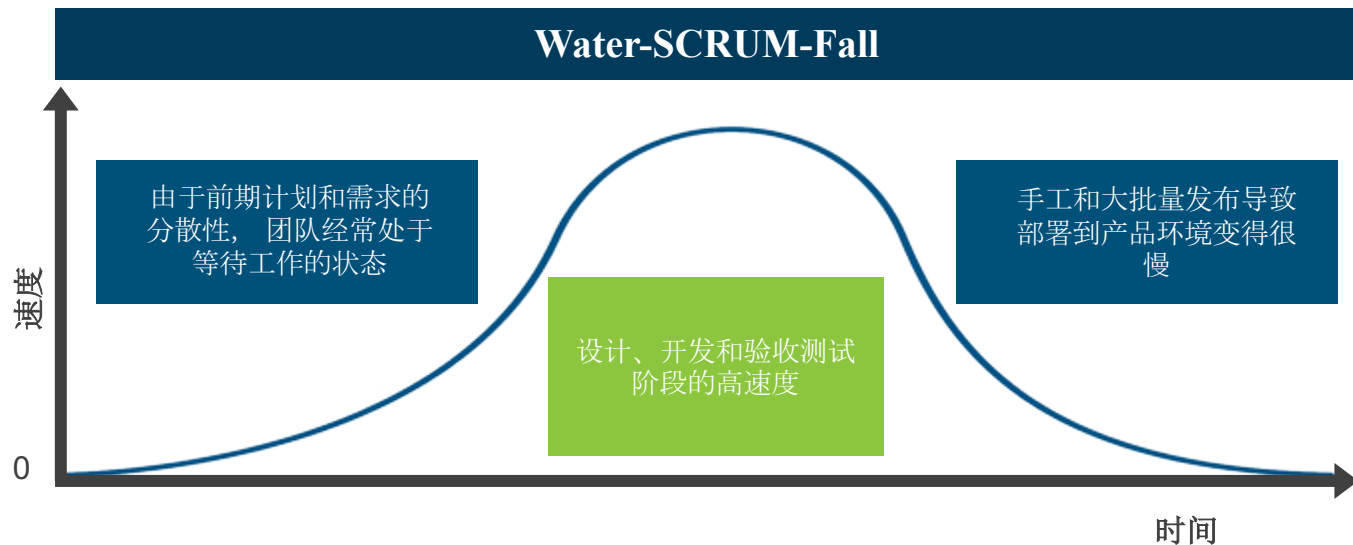 Water-SCRUM-Fall
由于前期计划和需求的
分散性, 团队经常处于
等待工作的状态
手工和大批量发布导致
部署到产品环境变得很
慢
速度
设计、开发和验收测试
阶段的高速度
0
时间